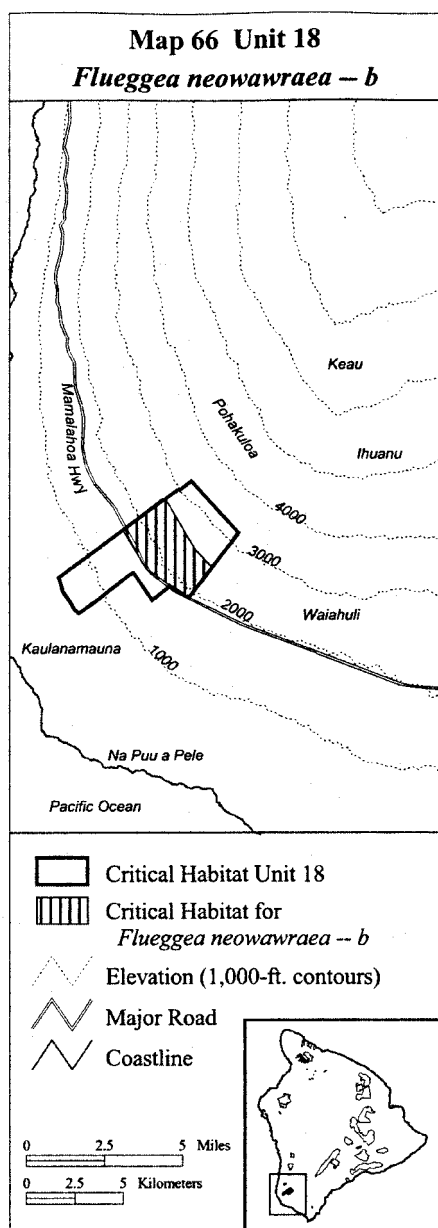 Map 66 Unit 18
Flueggea neowawraea – b
Keau
Mamalahoa Hwy
Pohakuloa
Ihuanu
4000
3000
2000
Waiahuli
Kaulanamauna
1000
Na Puu a Pele
Pacific Ocean
Critical Habitat Unit 18
Critical Habitat for
Flueggea neowawraea -- b
Elevation (1,000-ft. contours)
Major Road
Coastline
0 2.5 5 Miles
0 2.5 5 Kilometers